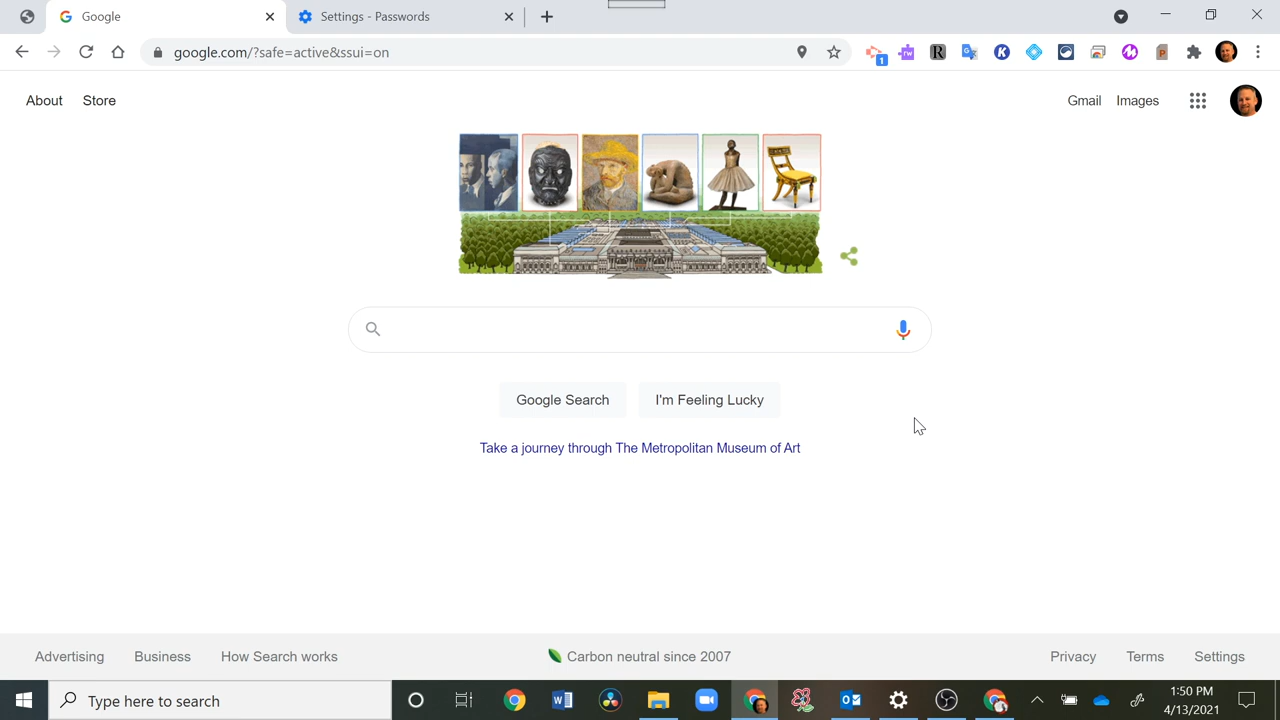 Google
Settings - Passwords
google.com/?safe=active&ssui=on
1
rw
R
K
P
About Store
Gmail Images
Google Search
I'm Feeling Lucky
Take a journey through The Metropolitan Museum of Art
Advertising Business How Search works
Carbon neutral since 2007
Privacy Terms Settings
Type here to search
1:50 PM
4/13/2021